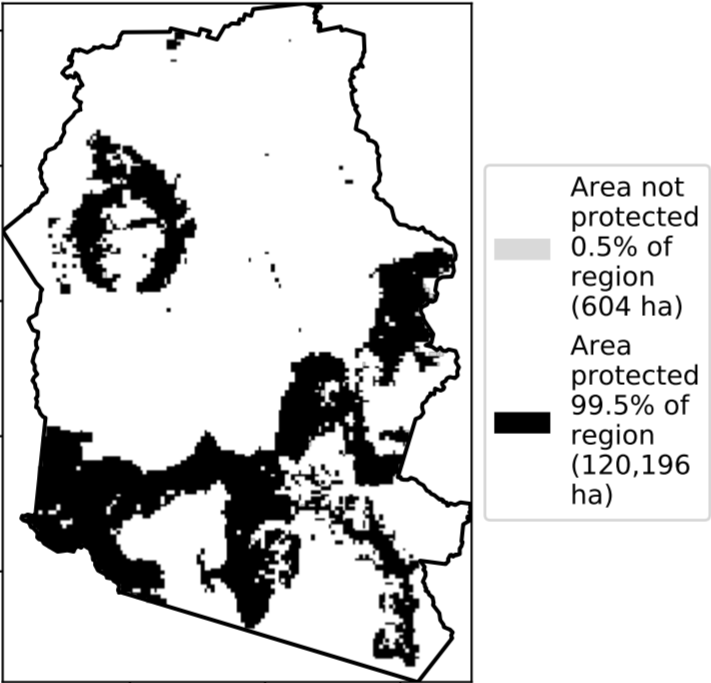 Area not
protected
0.5% of
region
(604 ha)
Area
protected
99.5% of
region
(120,196
ha)